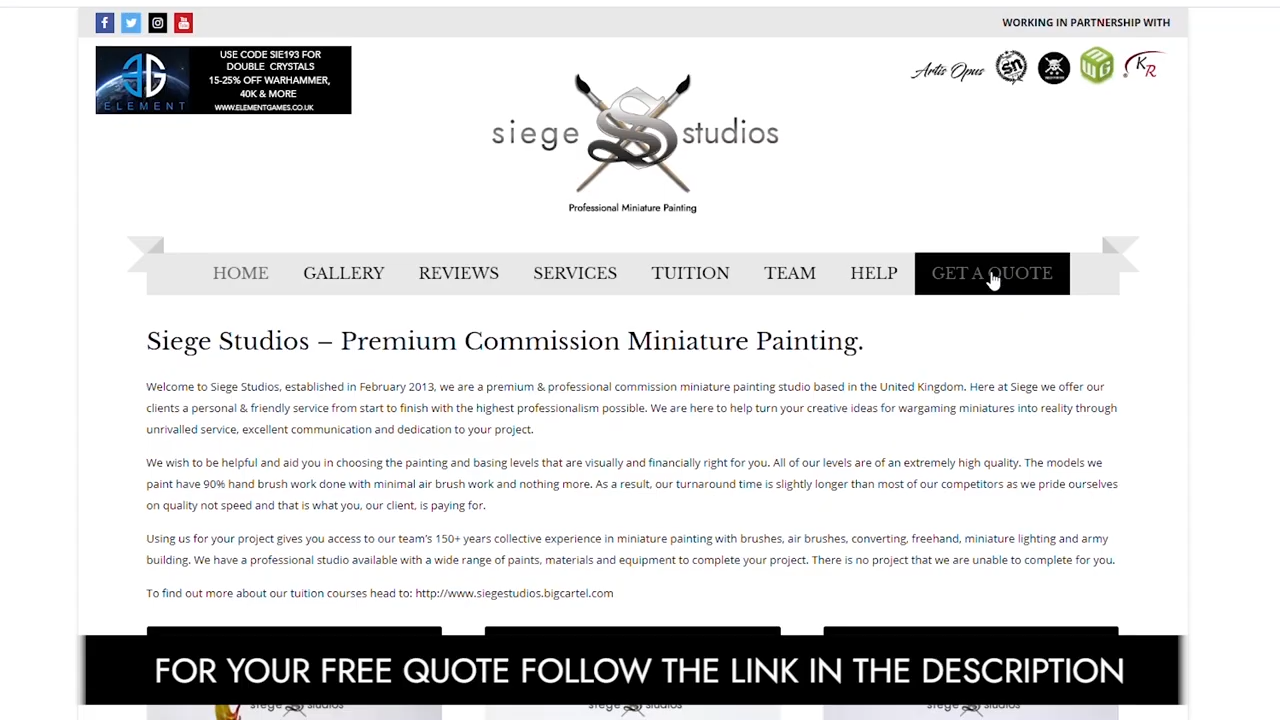 WORKING IN PARTNERSHIP WITH
USE CODE SIE193 FOR
DOUBLE CRYSTALS
15-25% OFF WARHAMMER,
40K & MORE
WWW.ELEMENTGAMES.CO.UK
ELEMENT
Artis Opus
KR
siege studios
Professional Miniature Painting
HOME GALLERY REVIEWS SERVICES TUITION TEAM HELP GET A QUOTE
Siege Studios – Premium Commission Miniature Painting.
Welcome to Siege Studios, established in February 2013, we are a premium & professional commission miniature painting studio based in the United Kingdom. Here at Siege we offer our
clients a personal & friendly service from start to finish with the highest professionalism possible. We are here to help turn your creative ideas for wargaming miniatures into reality through
unrivalled service, excellent communication and dedication to your project.
We wish to be helpful and aid you in choosing the painting and basing levels that are visually and financially right for you. All of our levels are of an extremely high quality. The models we
paint have 90% hand brush work done with minimal air brush work and nothing more. As a result, our turnaround time is slightly longer than most of our competitors as we pride ourselves
on quality not speed and that is what you, our client, is paying for.
Using us for your project gives you access to our team's 150+ years collective experience in miniature painting with brushes, air brushes, converting, freehand, miniature lighting and army
building. We have a professional studio available with a wide range of paints, materials and equipment to complete your project. There is no project that we are unable to complete for you.
To find out more about our tuition courses head to: http://www.siegestudios.bigcartel.com
FOR YOUR FREE QUOTE FOLLOW THE LINK IN THE DESCRIPTION